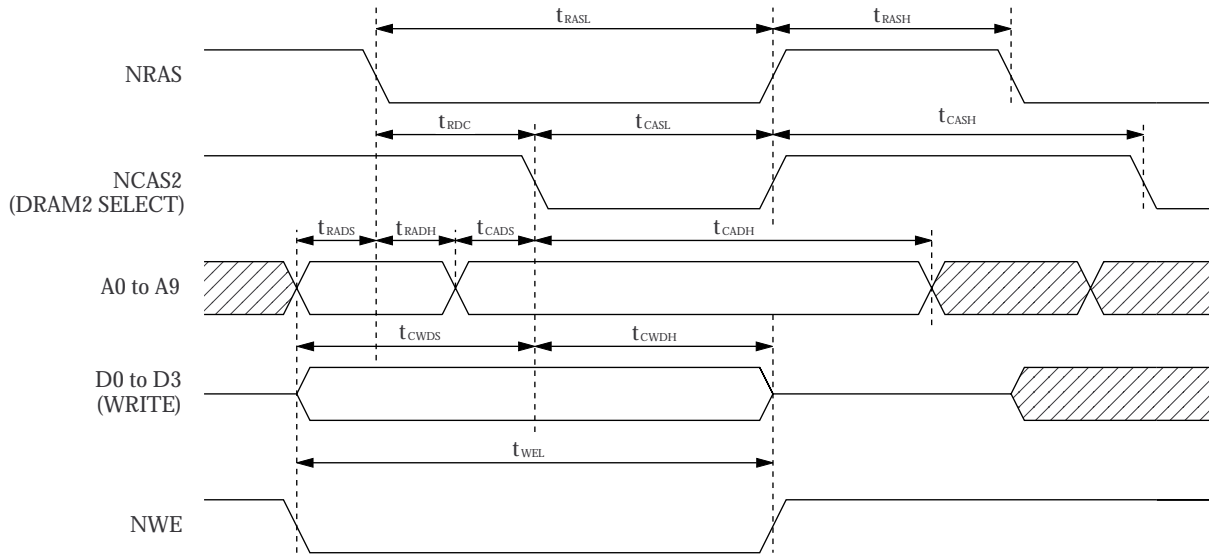 tRASL
tRASH
NRAS
tRDC
tCASL
tCASH
NCAS2
(DRAM2 SELECT)
tRADS
tRADH
tCADS
tCADH
A0 to A9
tCWDS
tCWDH
D0 to D3
(WRITE)
tWEL
NWE